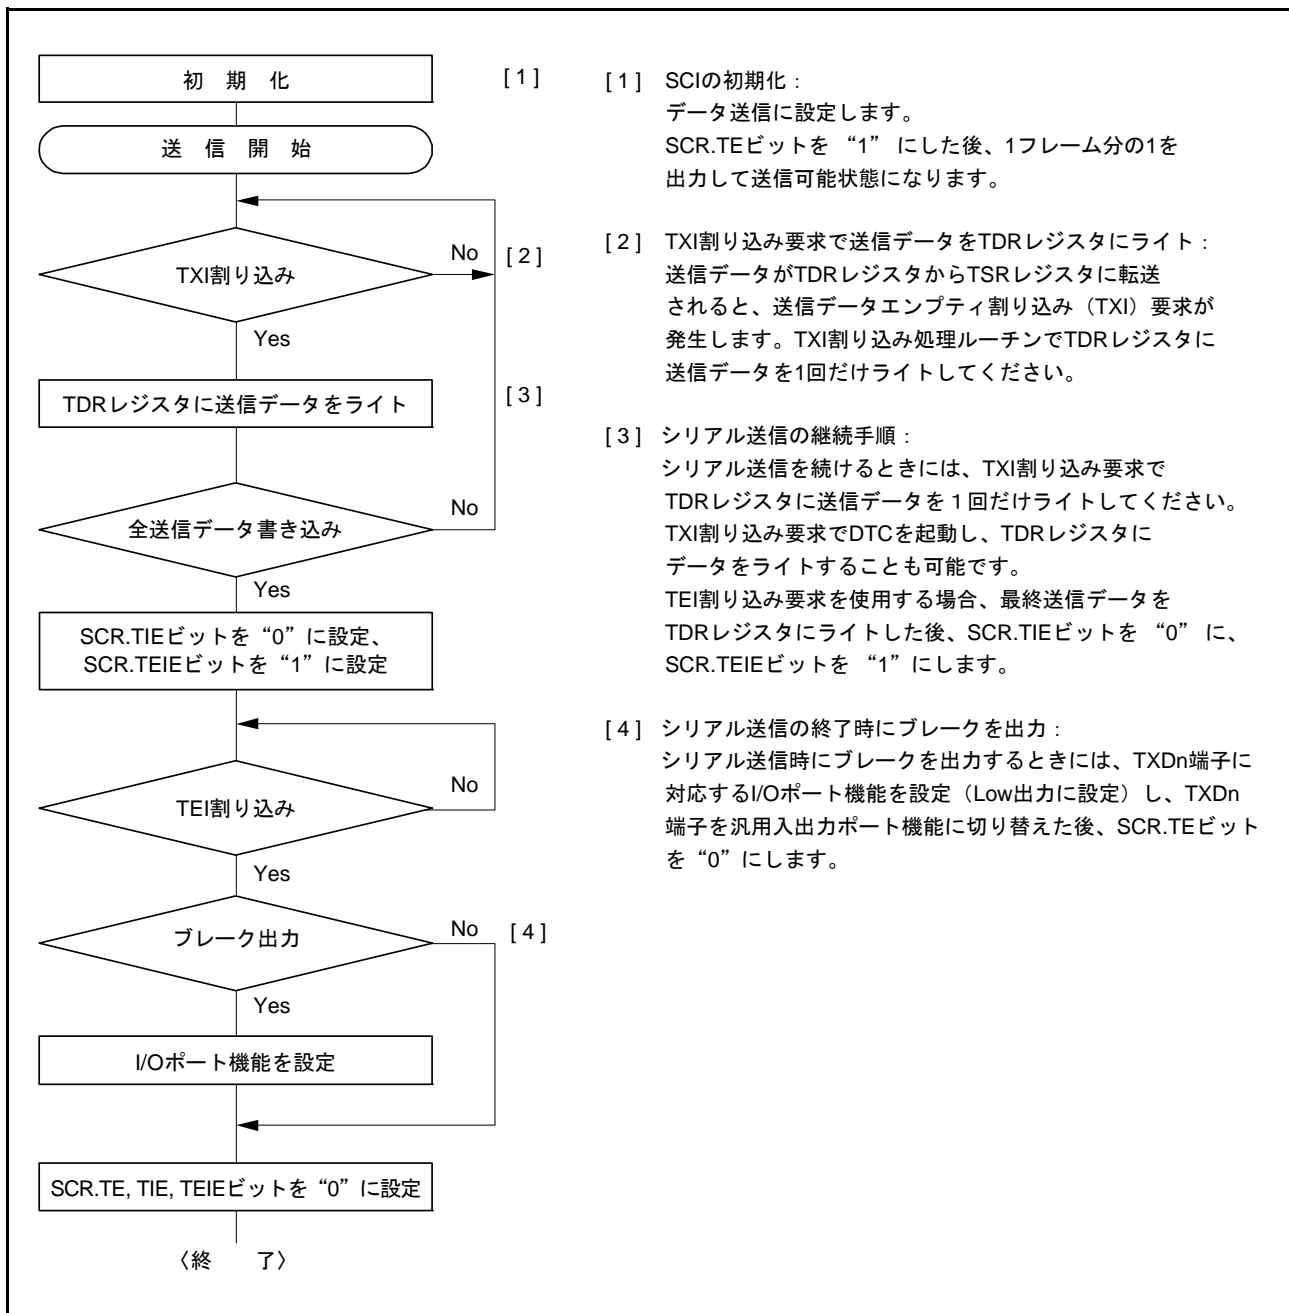 初 期 化
[ 1 ]
送 信 開 始
TXI割り込み
No
[ 2 ]
Yes
TDRレジスタに送信データをライト
[ 3 ]
全送信データ書き込み
No
Yes
SCR.TIEビットを“0”に設定、
SCR.TEIEビットを“1”に設定
TEI割り込み
No
Yes
ブレーク出力
No
[ 4 ]
Yes
I/Oポート機能を設定
SCR.TE, TIE, TEIEビットを“0”に設定
〈終 了〉
[ 1 ] SCIの初期化：
データ送信に設定します。
SCR.TEビットを “1” にした後、1フレーム分の1を
出力して送信可能状態になります。
[ 2 ] TXI割り込み要求で送信データをTDRレジスタにライト：
送信データがTDRレジスタからTSRレジスタに転送
されると、送信データエンプティ割り込み（TXI）要求が
発生します。TXI割り込み処理ルーチンでTDRレジスタに
送信データを1回だけライトしてください。
[ 3 ] シリアル送信の継続手順：
シリアル送信を続けるときには、TXI割り込み要求で
TDRレジスタに送信データを１回だけライトしてください。
TXI割り込み要求でDTCを起動し、TDRレジスタに
データをライトすることも可能です。
TEI割り込み要求を使用する場合、最終送信データを
TDRレジスタにライトした後、SCR.TIEビットを “0” に、
SCR.TEIEビットを “1”にします。
[ 4 ] シリアル送信の終了時にブレークを出力：
シリアル送信時にブレークを出力するときには、TXDn端子に
対応するI/Oポート機能を設定（Low出力に設定）し、TXDn
端子を汎用入出力ポート機能に切り替えた後、SCR.TEビット
を“0”にします。